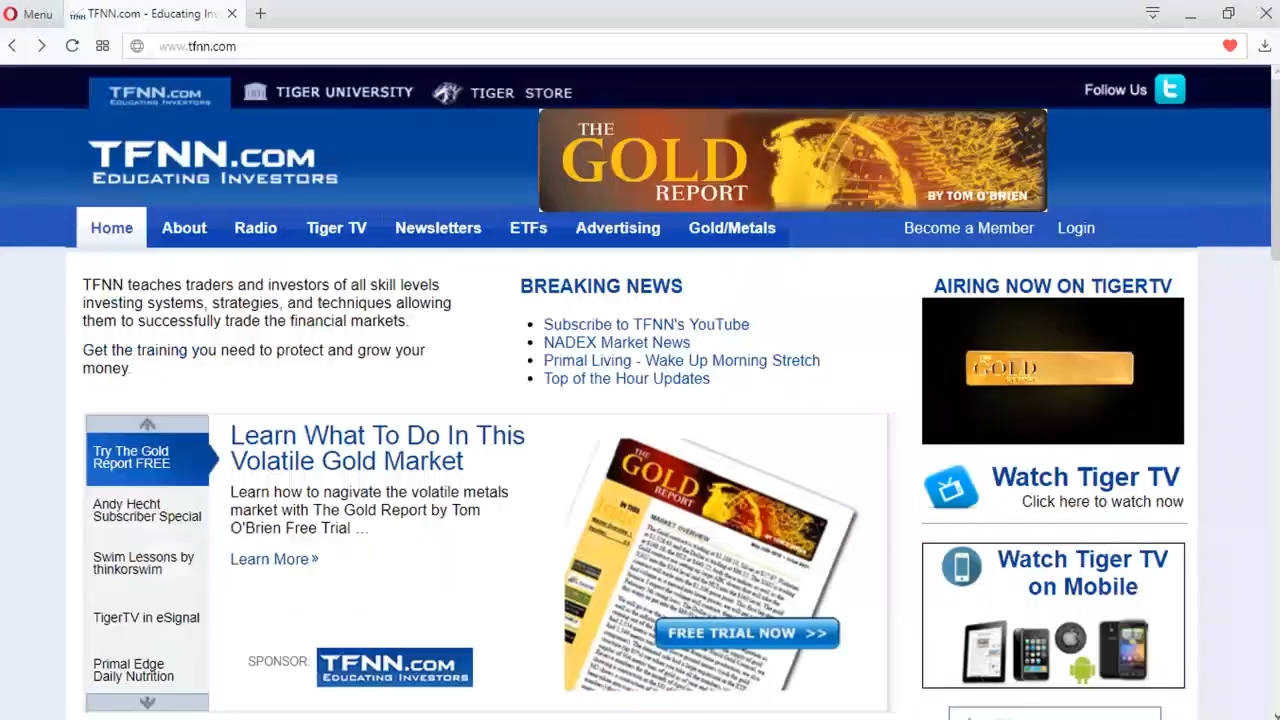 Menu
TFNN.com - Educating Inv
www.tfnn.com
TFNN.COM
EDUCATING INVESTORS
TIGER UNIVERSITY
TIGER STORE
Follow Us
TFNN.COM
EDUCATING INVESTORS
THE
GOLD
REPORT
BY TOM O'BRIEN
Home
About
Radio
Tiger TV
Newsletters
ETFs
Advertising
Gold/Metals
Become a Member
Login
TFNN teaches traders and investors of all skill levels
investing systems, strategies, and techniques allowing
them to successfully trade the financial markets.
Get the training you need to protect and grow your
money.
BREAKING NEWS
Subscribe to TFNN's YouTube
NADEX Market News
Primal Living - Wake Up Morning Stretch
Top of the Hour Updates
AIRING NOW ON TIGERTV
THE
GOLD
REPORT
Watch Tiger TV
Click here to watch now
Watch Tiger TV
on Mobile
Try The Gold
Report FREE
Andy Hecht
Subscriber Special
Swim Lessons by
thinkorswim
TigerTV in eSignal
Primal Edge
Daily Nutrition
Learn What To Do In This
Volatile Gold Market
Learn how to nagivate the volatile metals
market with The Gold Report by Tom
O'Brien Free Trial ...
Learn More »
SPONSOR:
TFNN.COM
EDUCATING INVESTORS
THE
GOLD
REPORT
MARKET OVERVIEW
FREE TRIAL NOW >>